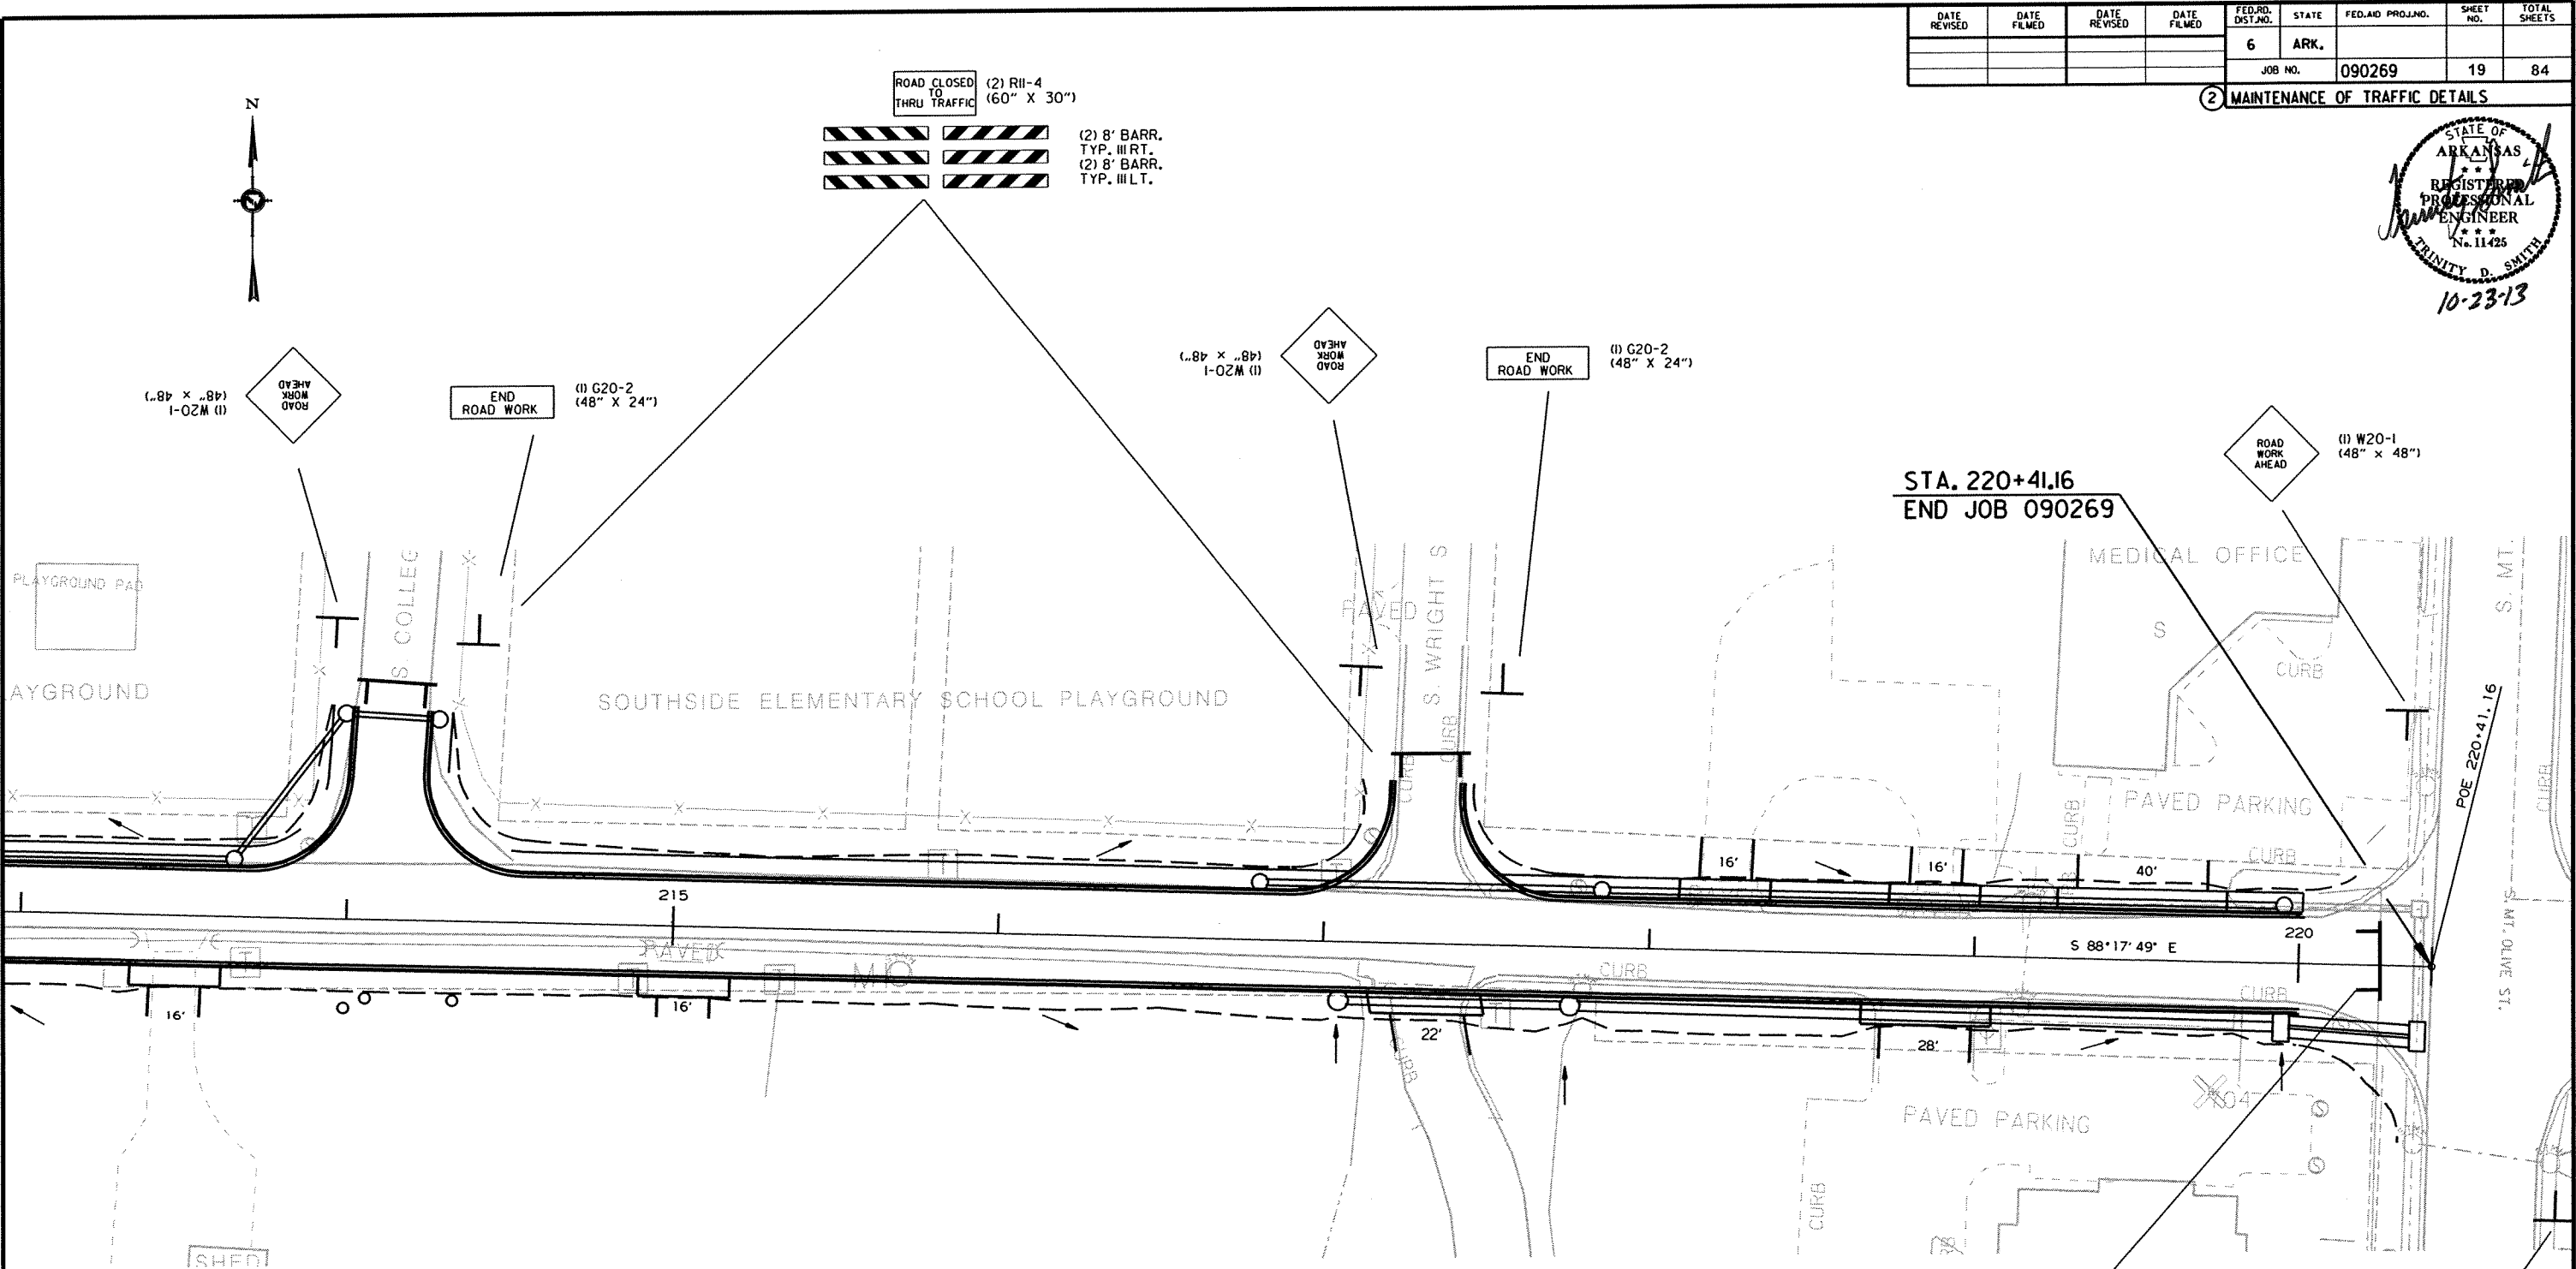 DATE REVISED
DATE FILMED
DATE REVISED
DATE FILMED
FED.RD. DIST.NO.
STATE
FED.AID PROJ.NO.
SHEET NO.
TOTAL SHEETS
6
ARK.
JOB NO.
090269
19
84
2
MAINTENANCE OF TRAFFIC DETAILS
STATE OF
ARKANSAS
REGISTERED
PROFESSIONAL
ENGINEER
No. 11425
TRINITY D. SMITH
10-23-13
N
ROAD CLOSED
TO
THRU TRAFFIC
(2) R11-4
(60" X 30")
(2) 8' BARR.
TYP. III RT.
(2) 8' BARR.
TYP. III LT.
ROAD
WORK
AHEAD
(1) W20-1
(48" x 48")
END
ROAD WORK
(1) G20-2
(48" X 24")
ROAD
WORK
AHEAD
(1) W20-1
(48" x 48")
END
ROAD WORK
(1) G20-2
(48" X 24")
ROAD
WORK
AHEAD
(1) W20-1
(48" x 48")
STA. 220+41.16
END JOB 090269
PLAYGROUND PAD
AYGROUND
S COLLEG
SOUTHSIDE ELEMENTARY SCHOOL PLAYGROUND
PAVED
S. WRIGHT S
CURB
CURB
MEDICAL OFFICE
S
CURB
PAVED PARKING
CURB
CURB
S. MT.
POE 220+41.16
CURB
S. MT. OLIVE ST.
16'
16'
40'
215
220
S 88°17'49" E
PAVED
CURB
CURB
16'
16'
22'
28'
CURB
PAVED PARKING
CURB
SHED